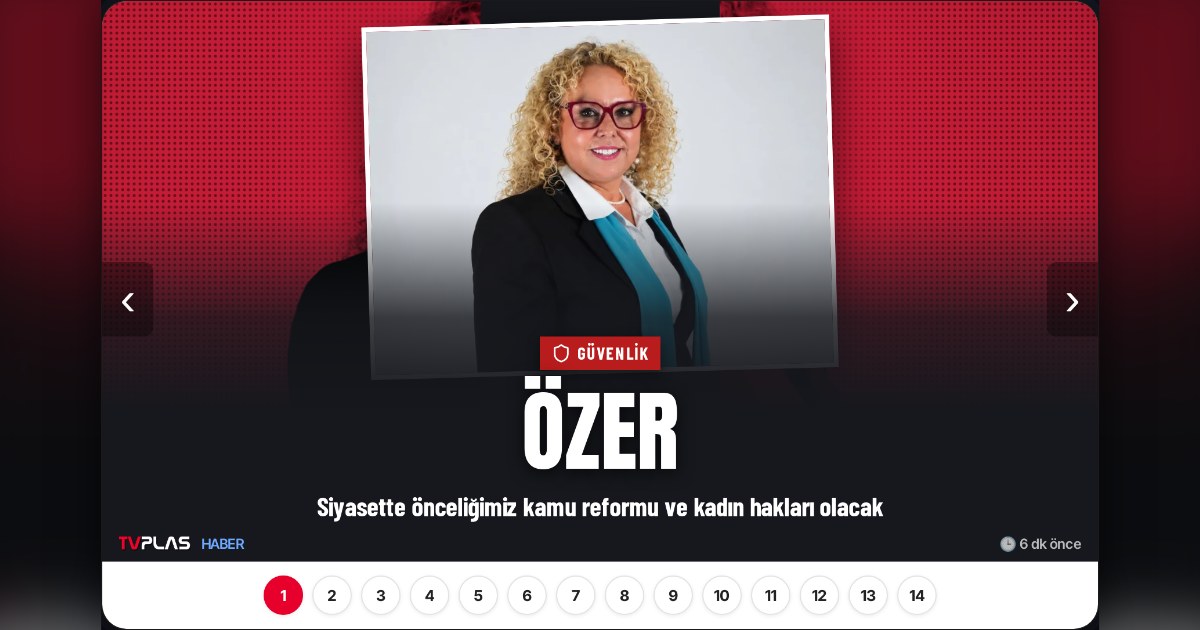 GÜVENLİK
ÖZER
Siyasette önceliğimiz kamu reformu ve kadın hakları olacak
TVPLAS HABER
6 dk önce
1 2 3 4 5 6 7 8 9 10 11 12 13 14